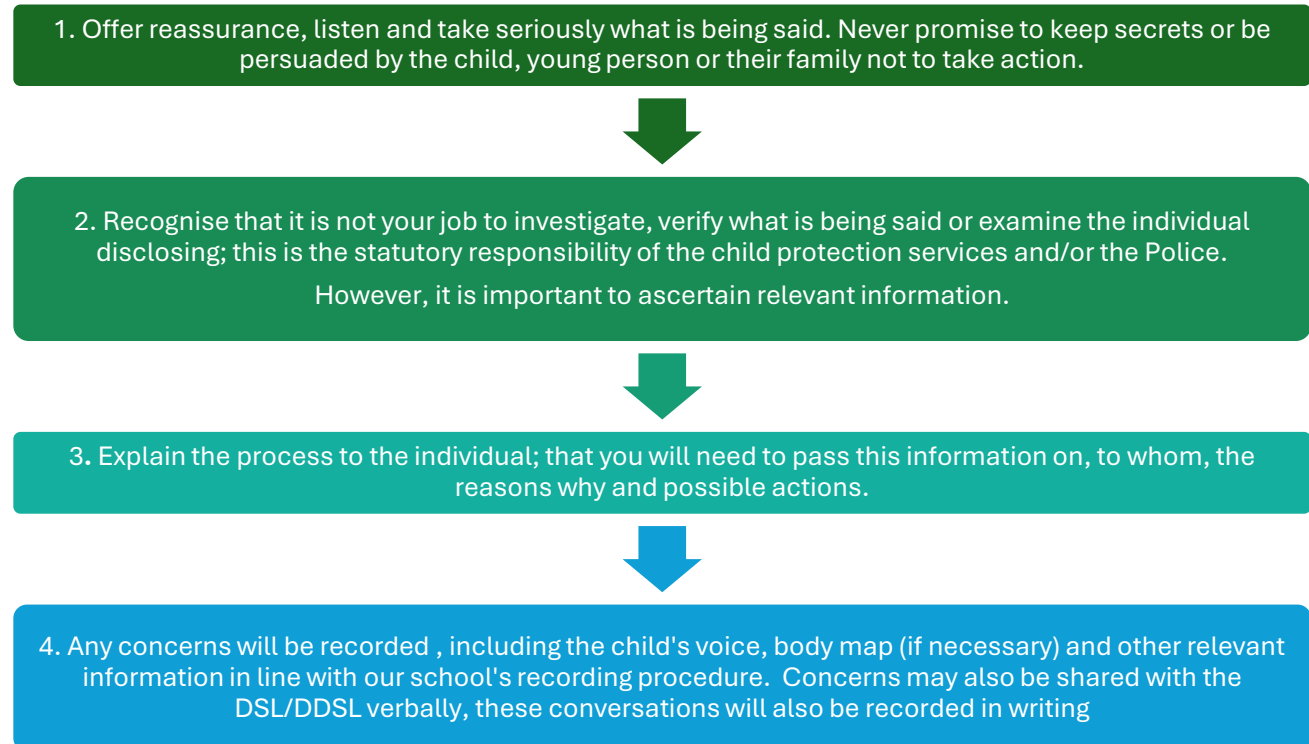 1. Offer reassurance, listen and take seriously what is being said. Never promise to keep secrets or be
persuaded by the child, young person or their family not to take action.
2. Recognise that it is not your job to investigate, verify what is being said or examine the individual
disclosing; this is the statutory responsibility of the child protection services and/or the Police.
However, it is important to ascertain relevant information.
3. Explain the process to the individual; that you will need to pass this information on, to whom, the
reasons why and possible actions.
4. Any concerns will be recorded , including the child's voice, body map (if necessary) and other relevant
information in line with our school's recording procedure.  Concerns may also be shared with the
DSL/DDSL verbally, these conversations will also be recorded in writing